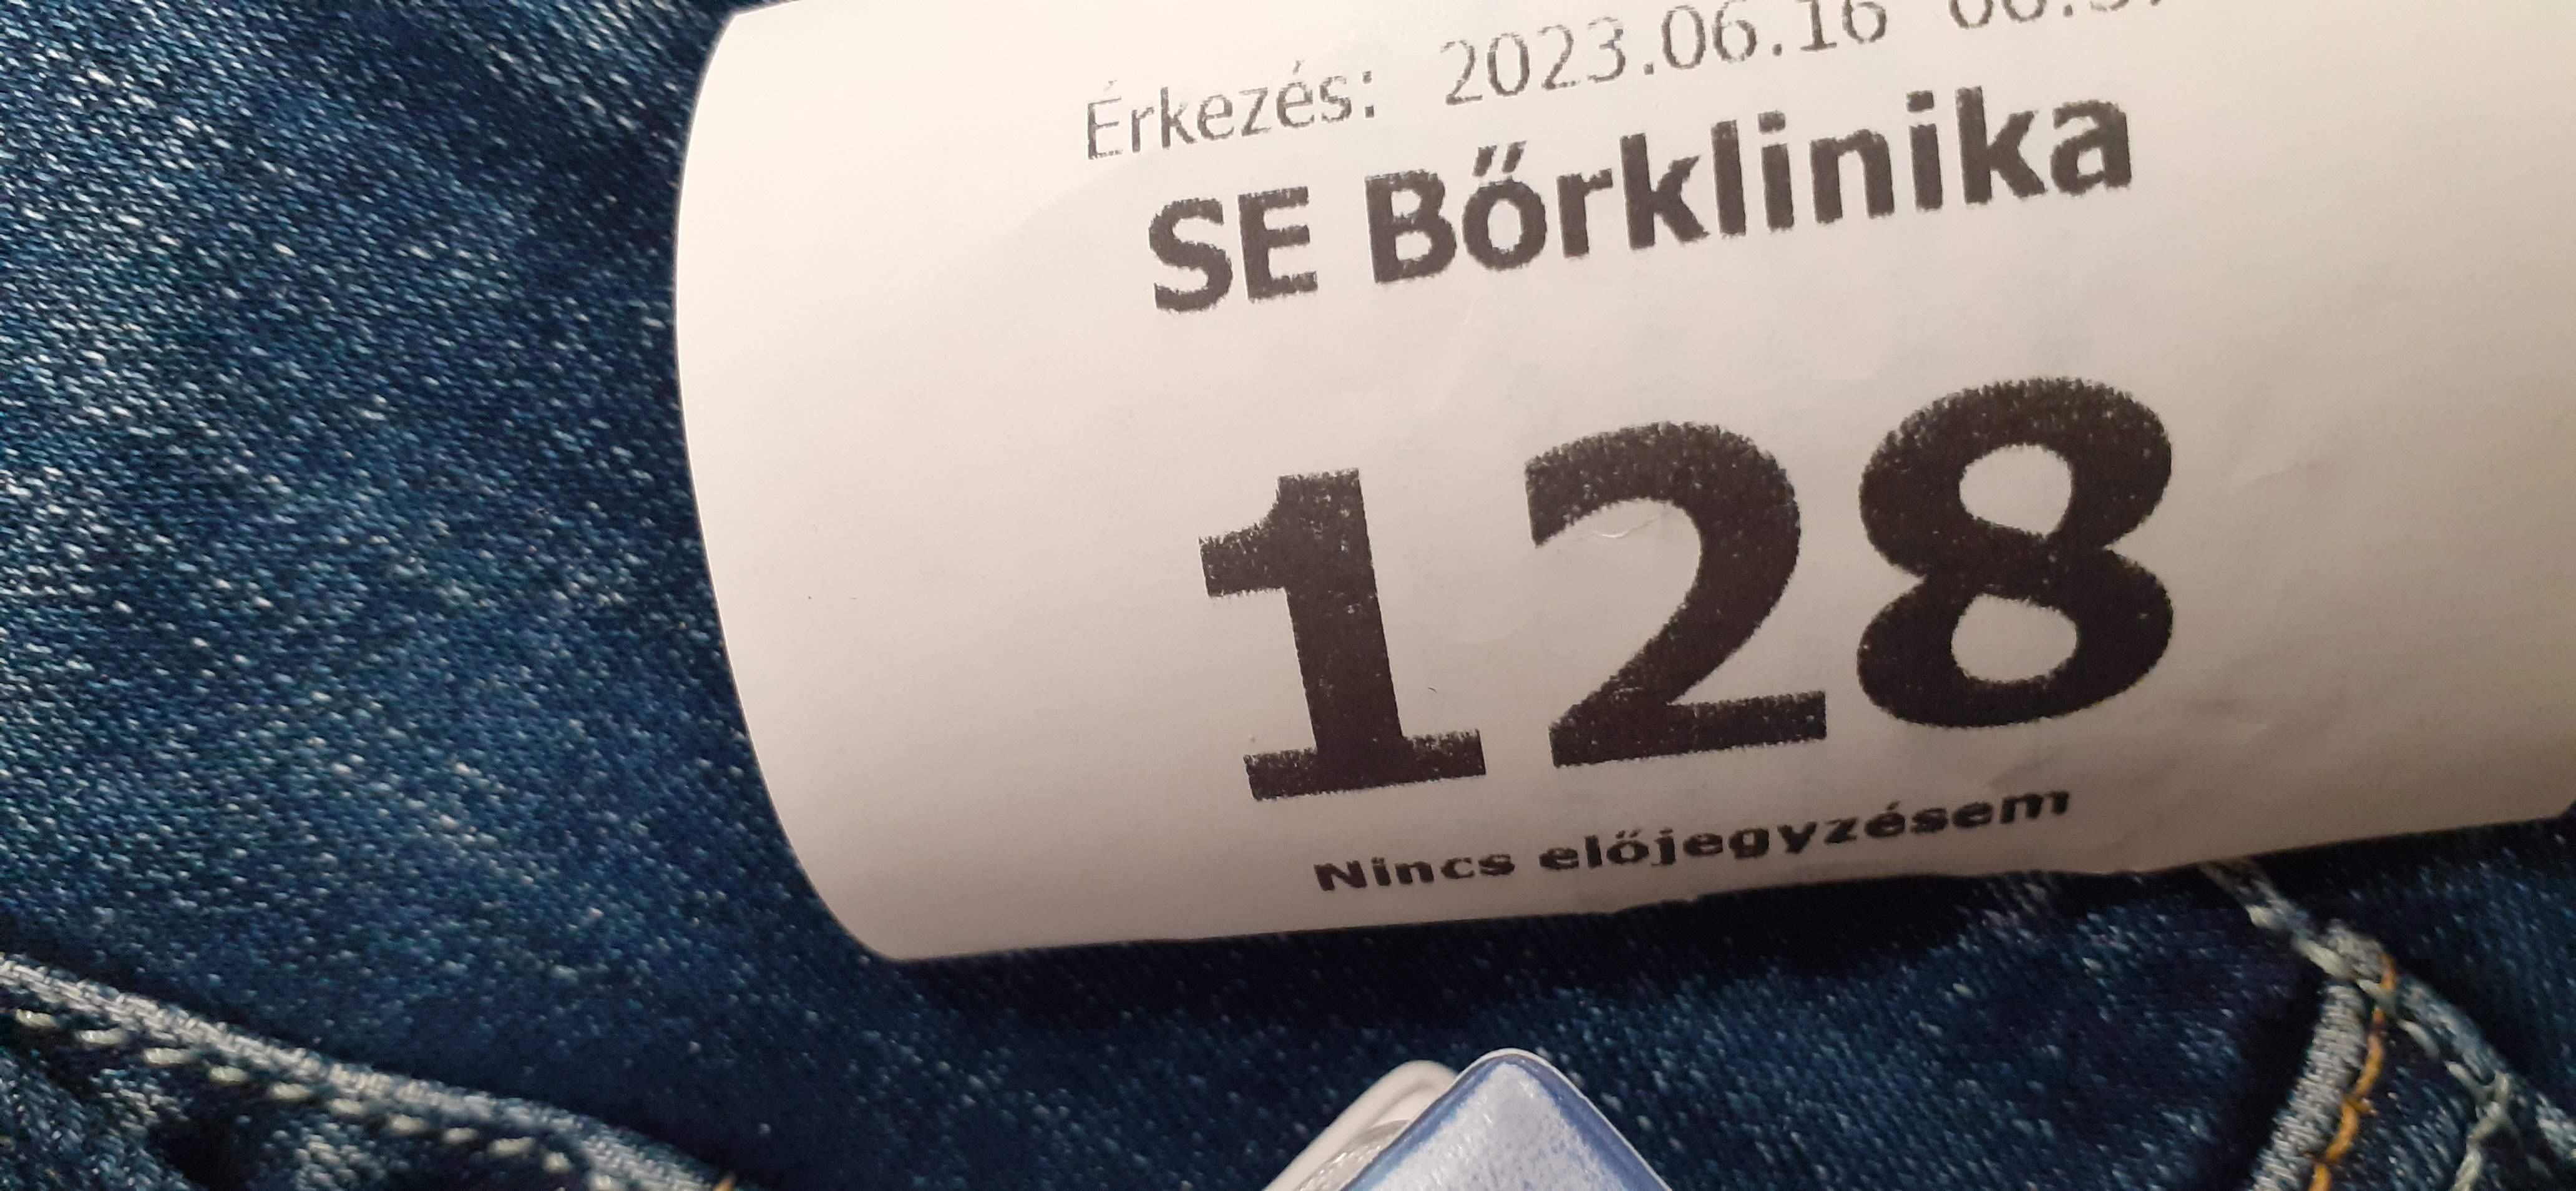 Érkezés: 2023.06.16
SE Bőrklinika
128
Nincs előjegyzésem